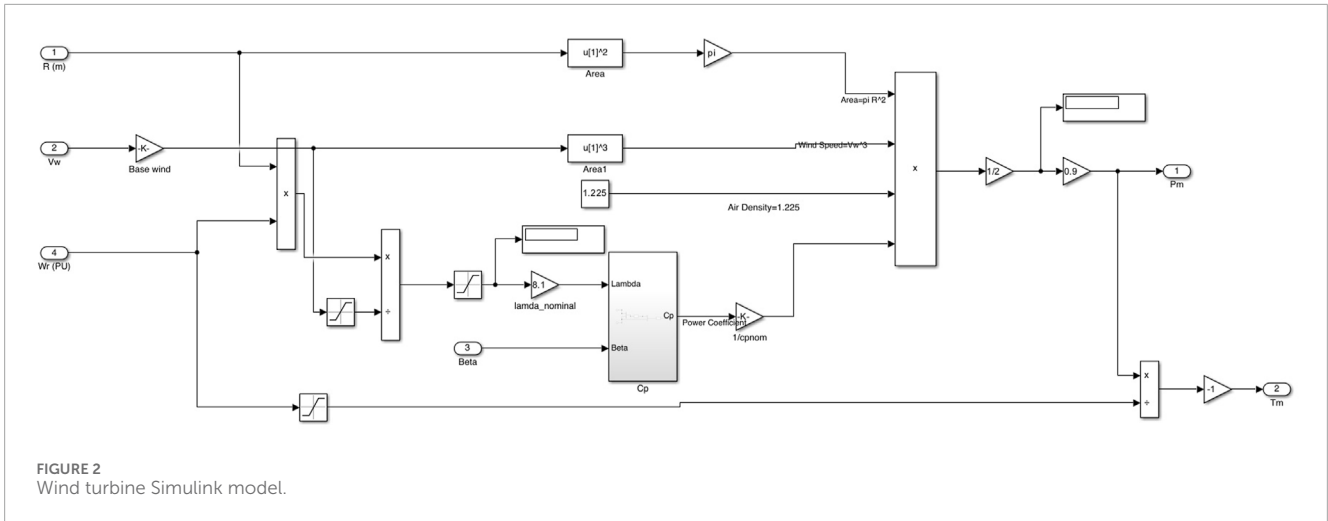 1
R (m)
u[1]^2
Area
pi
Area=pi R^2
2
Vw
-K-
Base wind
u[1]^3
Area1
Wind Speed=Vw^3
1.225
Air Density=1.225
x
x
1/2
0.9
1
Pm
4
Wr (PU)
x
÷
8.1
lamda_nominal
Lambda
Cp
Beta
Cp
Power Coefficient
-K-
1/cpnom
3
Beta
x
÷
-1
2
Tm
FIGURE 2
Wind turbine Simulink model.